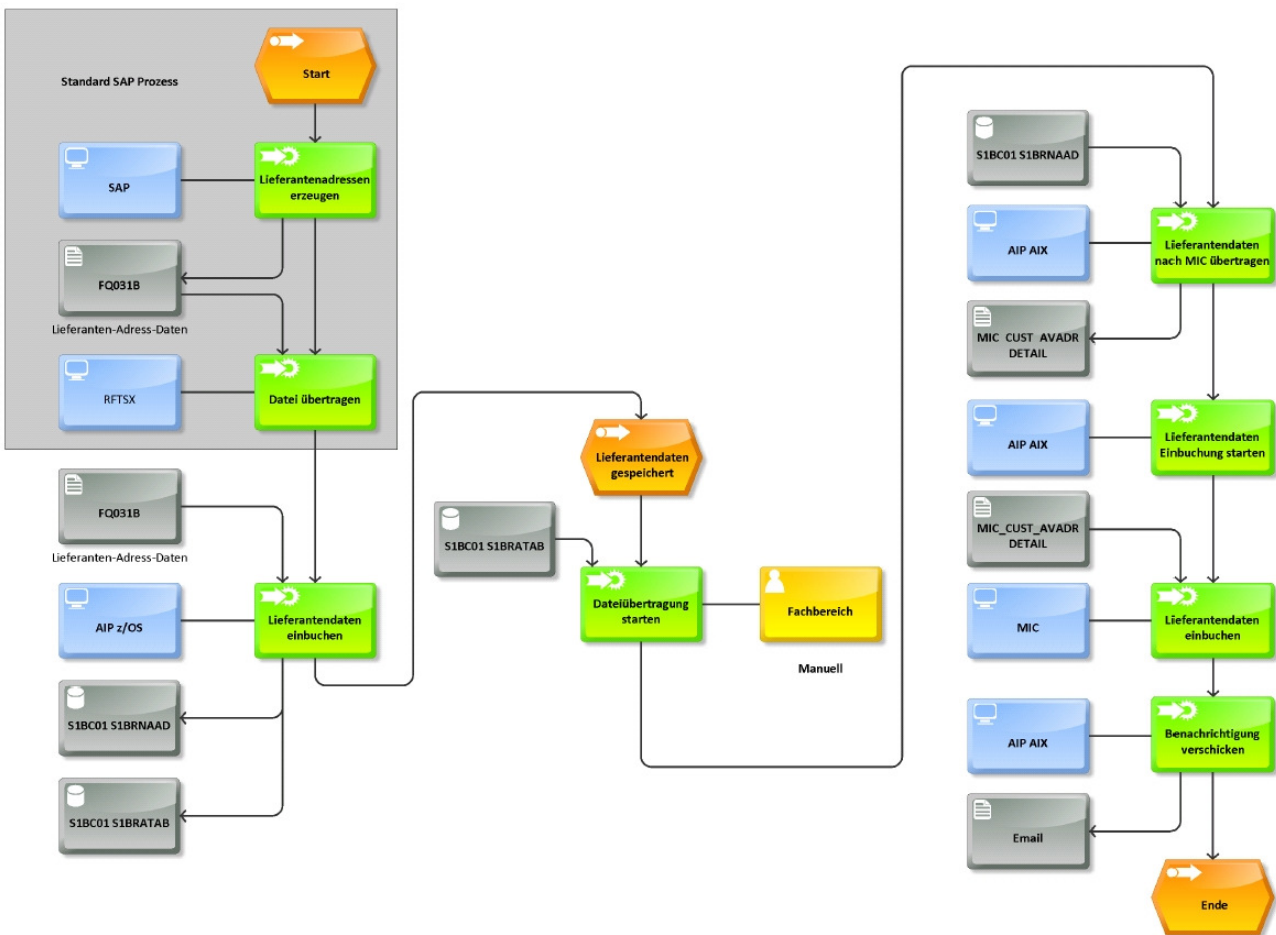 Start
Standard SAP Prozess
SAP
Lieferantenadressen
erzeugen
FQ031B
Lieferanten-Adress-Daten
RFTSX
Datei übertragen
FQ031B
Lieferanten-Adress-Daten
AIP z/OS
Lieferantendaten
einbuchen
S1BC01 S1BRNAAD
S1BC01 S1BRATAB
Lieferantendaten
gespeichert
S1BC01 S1BRATAB
Dateiübertragung
starten
Fachbereich
Manuell
S1BC01 S1BRNAAD
AIP AIX
Lieferantendaten
nach MIC übertragen
MIC_CUST_AVADR
DETAIL
AIP AIX
Lieferantendaten
Einbuchung starten
MIC_CUST_AVADR
DETAIL
MIC
Lieferantendaten
einbuchen
AIP AIX
Benachrichtigung
verschicken
Email
Ende